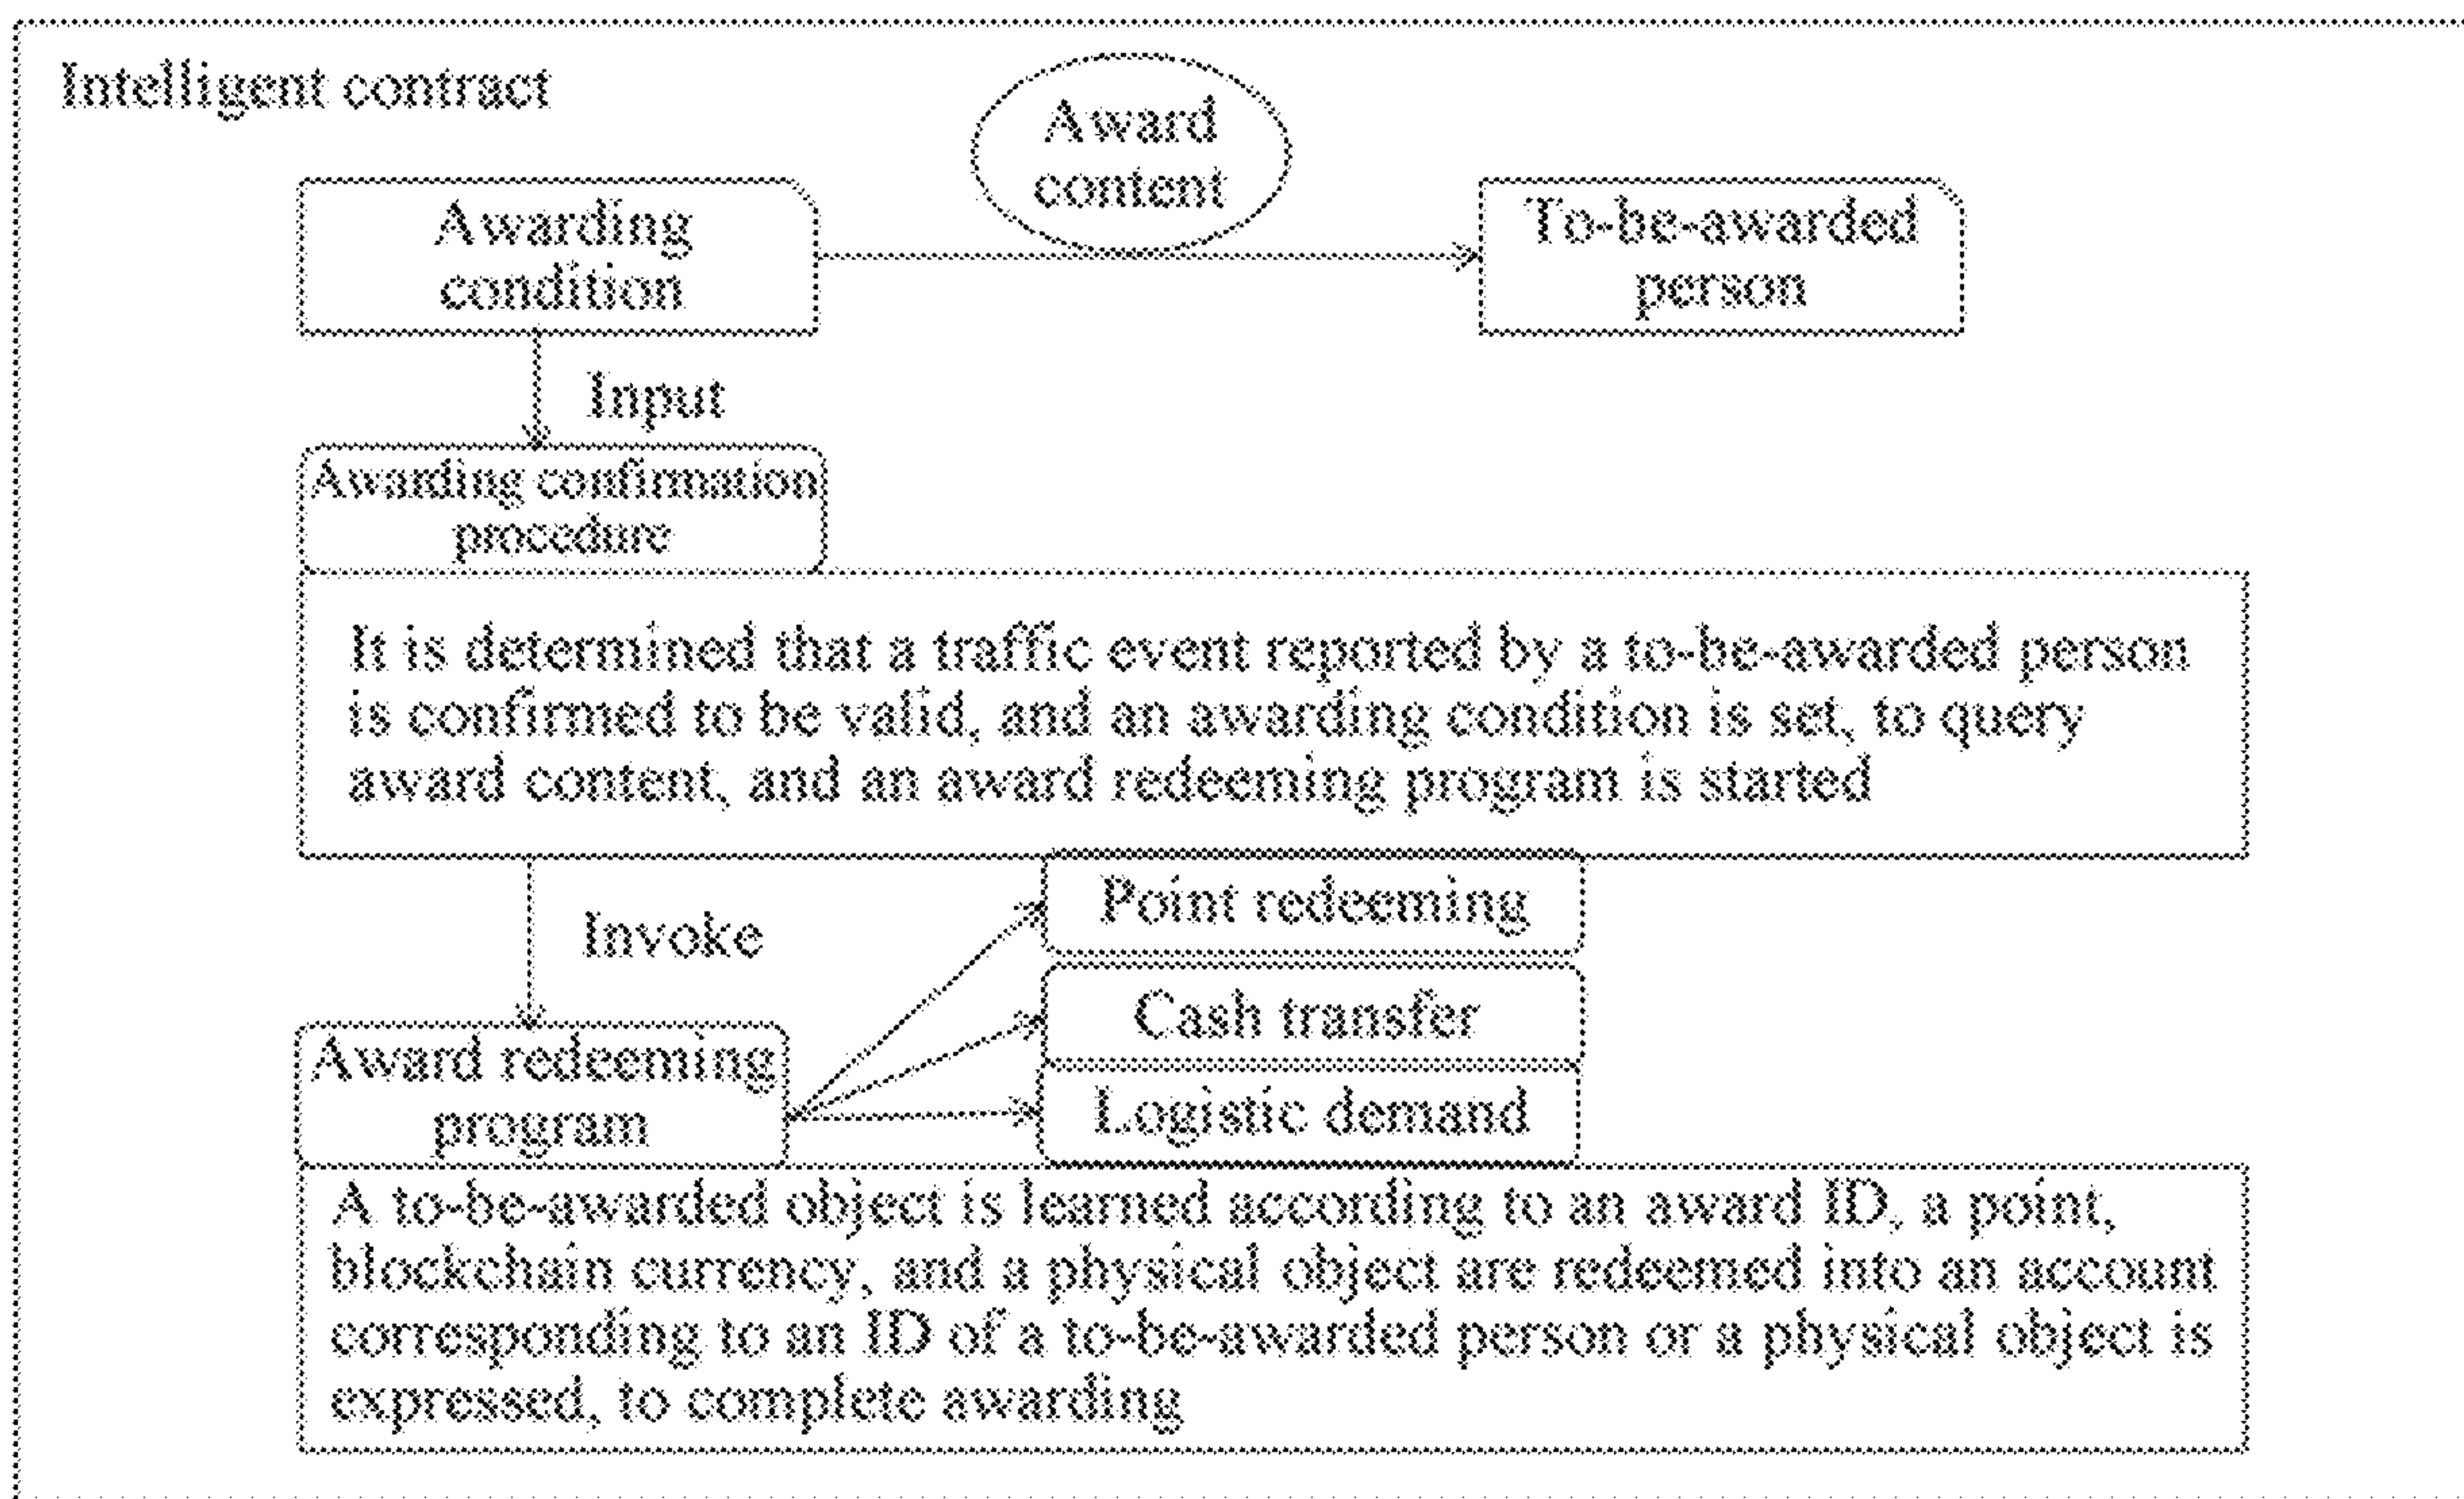 Intelligent contract
Award
content
Awarding
condition
To-be-awarded
person
Input
Awarding confirmation
procedure
It is determined that a traffic event reported by a to-be-awarded person
is confirmed to be valid, and an awarding condition is set, to query
award content, and an award redeeming program is started
Invoke
Point redeeming
Cash transfer
Logistic demand
Award redeeming
program
A to-be-awarded object is learned according to an award ID, a point,
blockchain currency, and a physical object are redeemed into an account
corresponding to an ID of a to-be-awarded person or a physical object is
expressed, to complete awarding